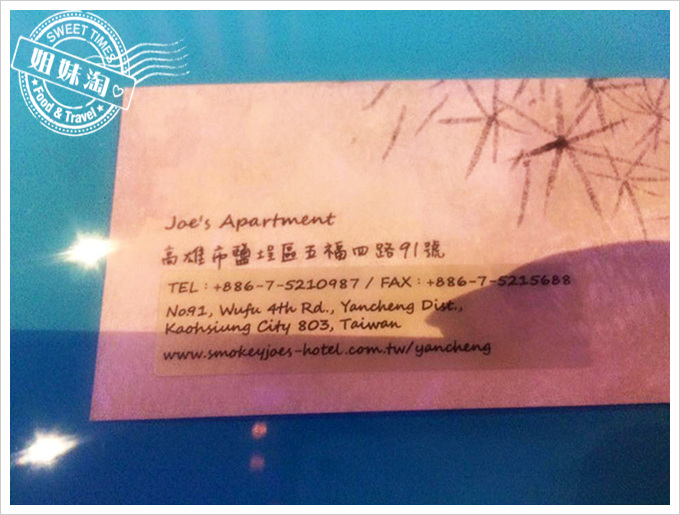 SWEET TIMES
姐妹淘
Food & Travel
Joe's Apartment
高雄市鹽埕區五福四路91號
TEL : +886-7-5210987 / FAX : +886-7-5215688
No91, Wufu 4th Rd., Yancheng Dist.,
Kaohsiung City 803, Taiwan
www.smokeyjoes-hotel.com.tw/yancheng